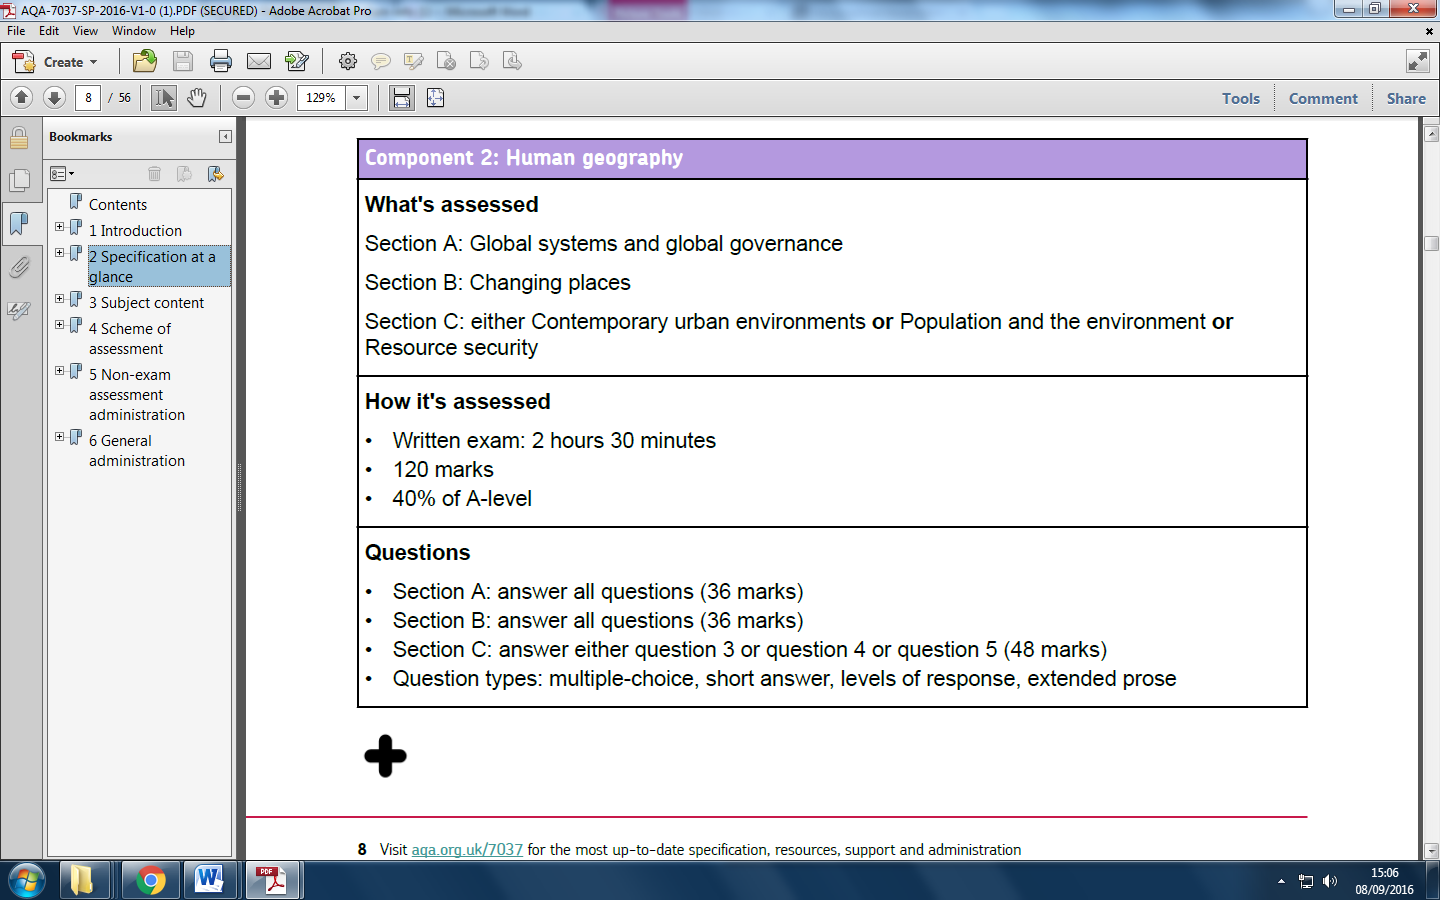 AQA-7037-SP-2016-V1-0 (1).PDF (SECURED) - Adobe Acrobat Pro
File Edit View Window Help
Create
8 / 56 129% Tools Comment Share
Bookmarks
Contents
1 Introduction
2 Specification at a
glance
3 Subject content
4 Scheme of
assessment
5 Non-exam
assessment
administration
6 General
administration
Component 2: Human geography
What's assessed
Section A: Global systems and global governance
Section B: Changing places
Section C: either Contemporary urban environments or Population and the environment or
Resource security
How it's assessed
• Written exam: 2 hours 30 minutes
• 120 marks
• 40% of A-level
Questions
• Section A: answer all questions (36 marks)
• Section B: answer all questions (36 marks)
• Section C: answer either question 3 or question 4 or question 5 (48 marks)
• Question types: multiple-choice, short answer, levels of response, extended prose
8 Visit aqa.org.uk/7037 for the most up-to-date specification, resources, support and administration
PDF
15:06
08/09/2016